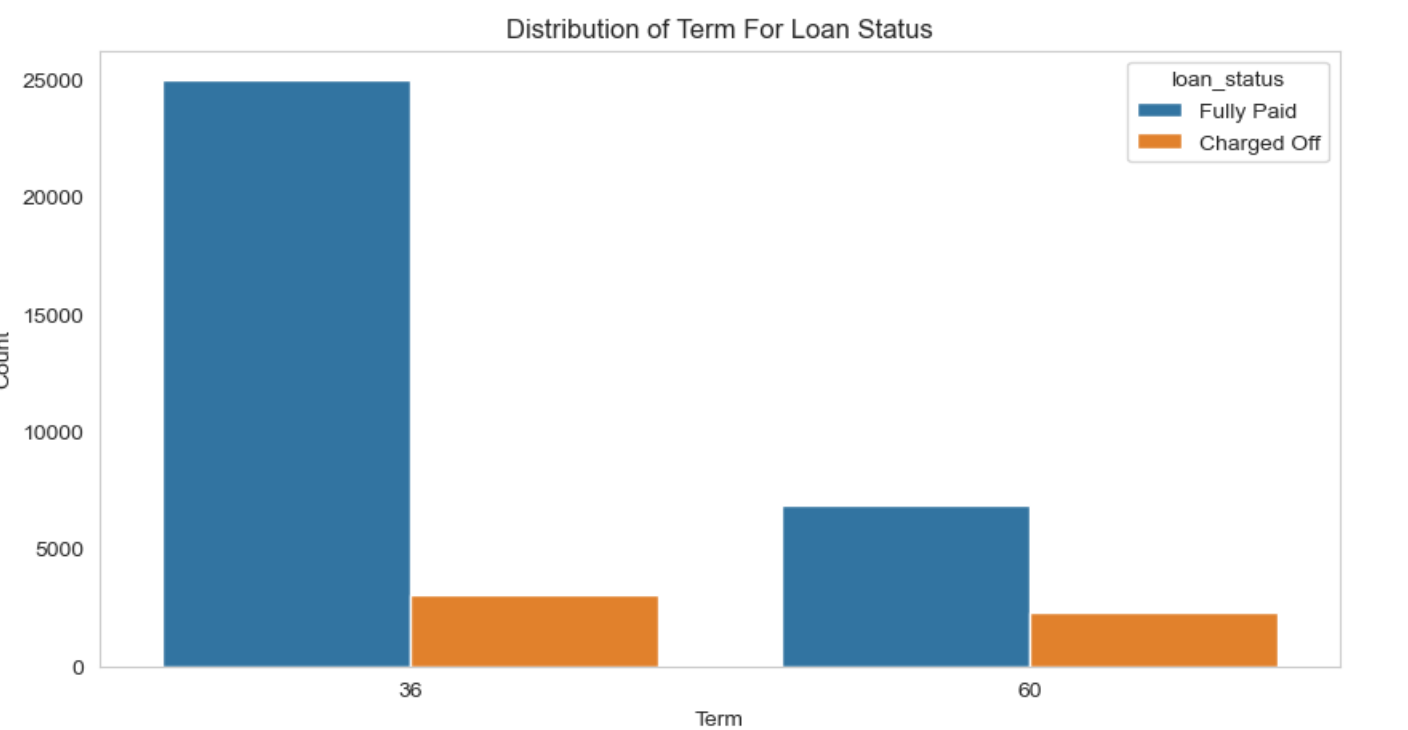 Distribution of Term For Loan Status
25000
20000
15000
10000
5000
0
Count
loan_status
Fully Paid
Charged Off
36
60
Term